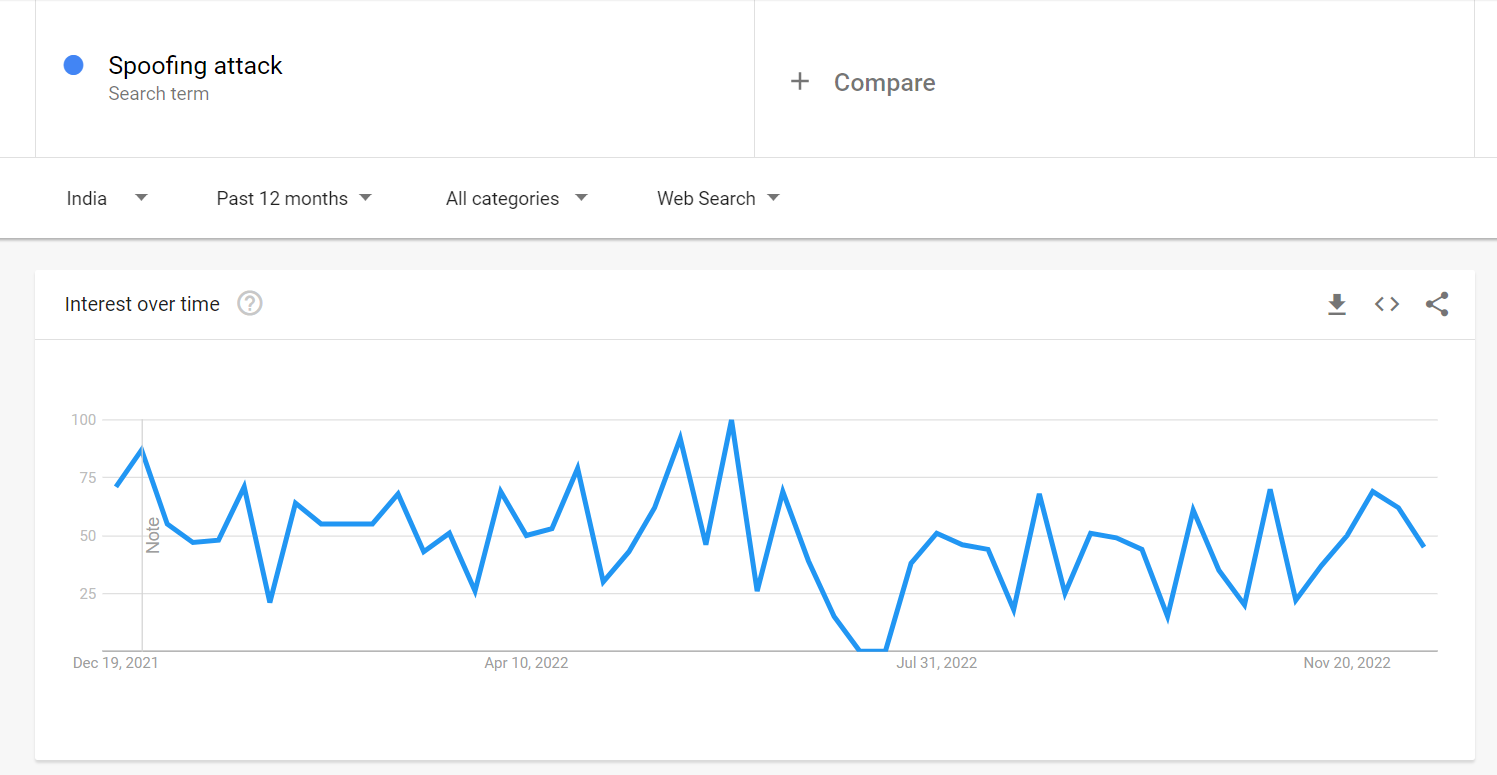 Spoofing attack
Search term
+ Compare
India
Past 12 months
All categories
Web Search
Interest over time ?
100
75
50
25
Note
Dec 19, 2021
Apr 10, 2022
Jul 31, 2022
Nov 20, 2022